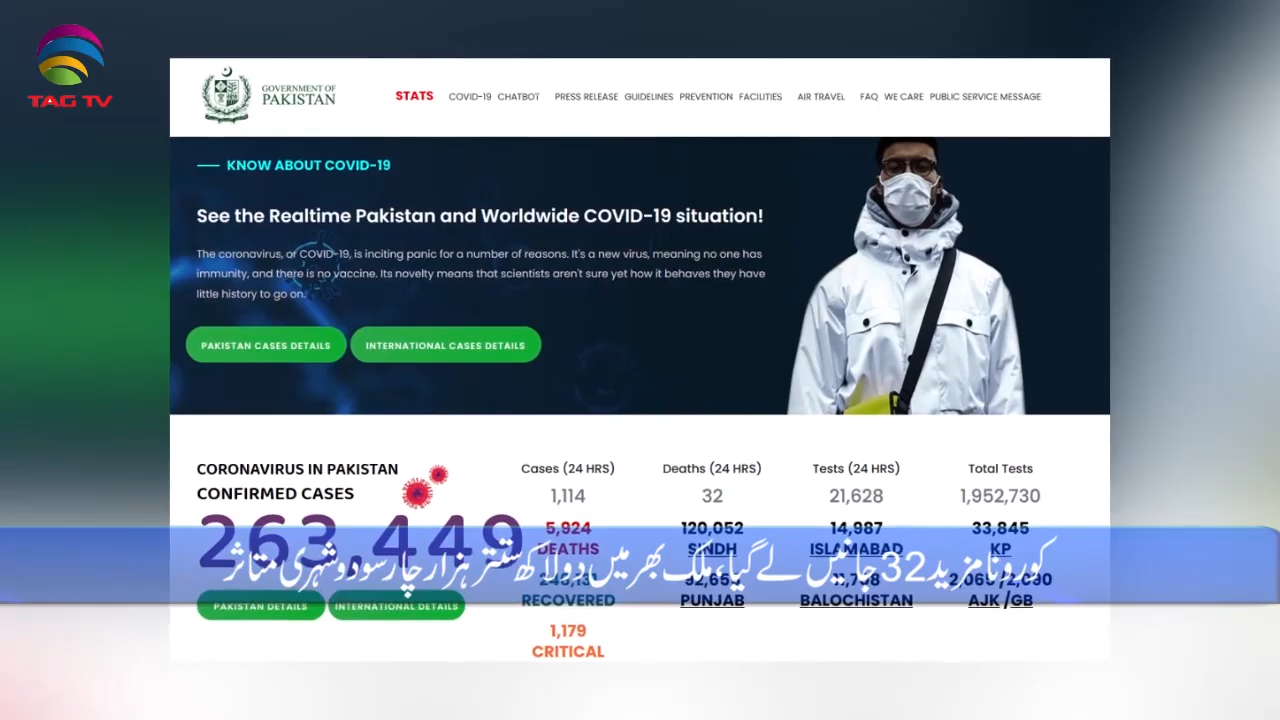 TAG TV
GOVERNMENT OF
PAKISTAN
STATS COVID-19 CHATBOT PRESS RELEASE GUIDELINES PREVENTION FACILITIES AIR TRAVEL FAQ WE CARE PUBLIC SERVICE MESSAGE
KNOW ABOUT COVID-19
See the Realtime Pakistan and Worldwide COVID-19 situation!
The coronavirus, or COVID-19, is inciting panic for a number of reasons. It's a new virus, meaning no one has
immunity, and there is no vaccine. Its novelty means that scientists aren't sure yet how it behaves they have
little history to go on.
PAKISTAN CASES DETAILS INTERNATIONAL CASES DETAILS
CORONAVIRUS IN PAKISTAN
CONFIRMED CASES
263,449
PAKISTAN DETAILS INTERNATIONAL DETAILS
Cases (24 HRS) Deaths (24 HRS) Tests (24 HRS) Total Tests
1,114 32 21,628 1,952,730
5,924 120,052 14,987 33,845
DEATHS SINDH ISLAMABAD KP
RECOVERED PUNJAB BALOCHISTAN AJK /GB
1,179
CRITICAL
کورونا مزید 32 جانیں لے گیا، ملک بھر میں دو لاکھ ستتر ہزار چار سو دو شہری متاثر